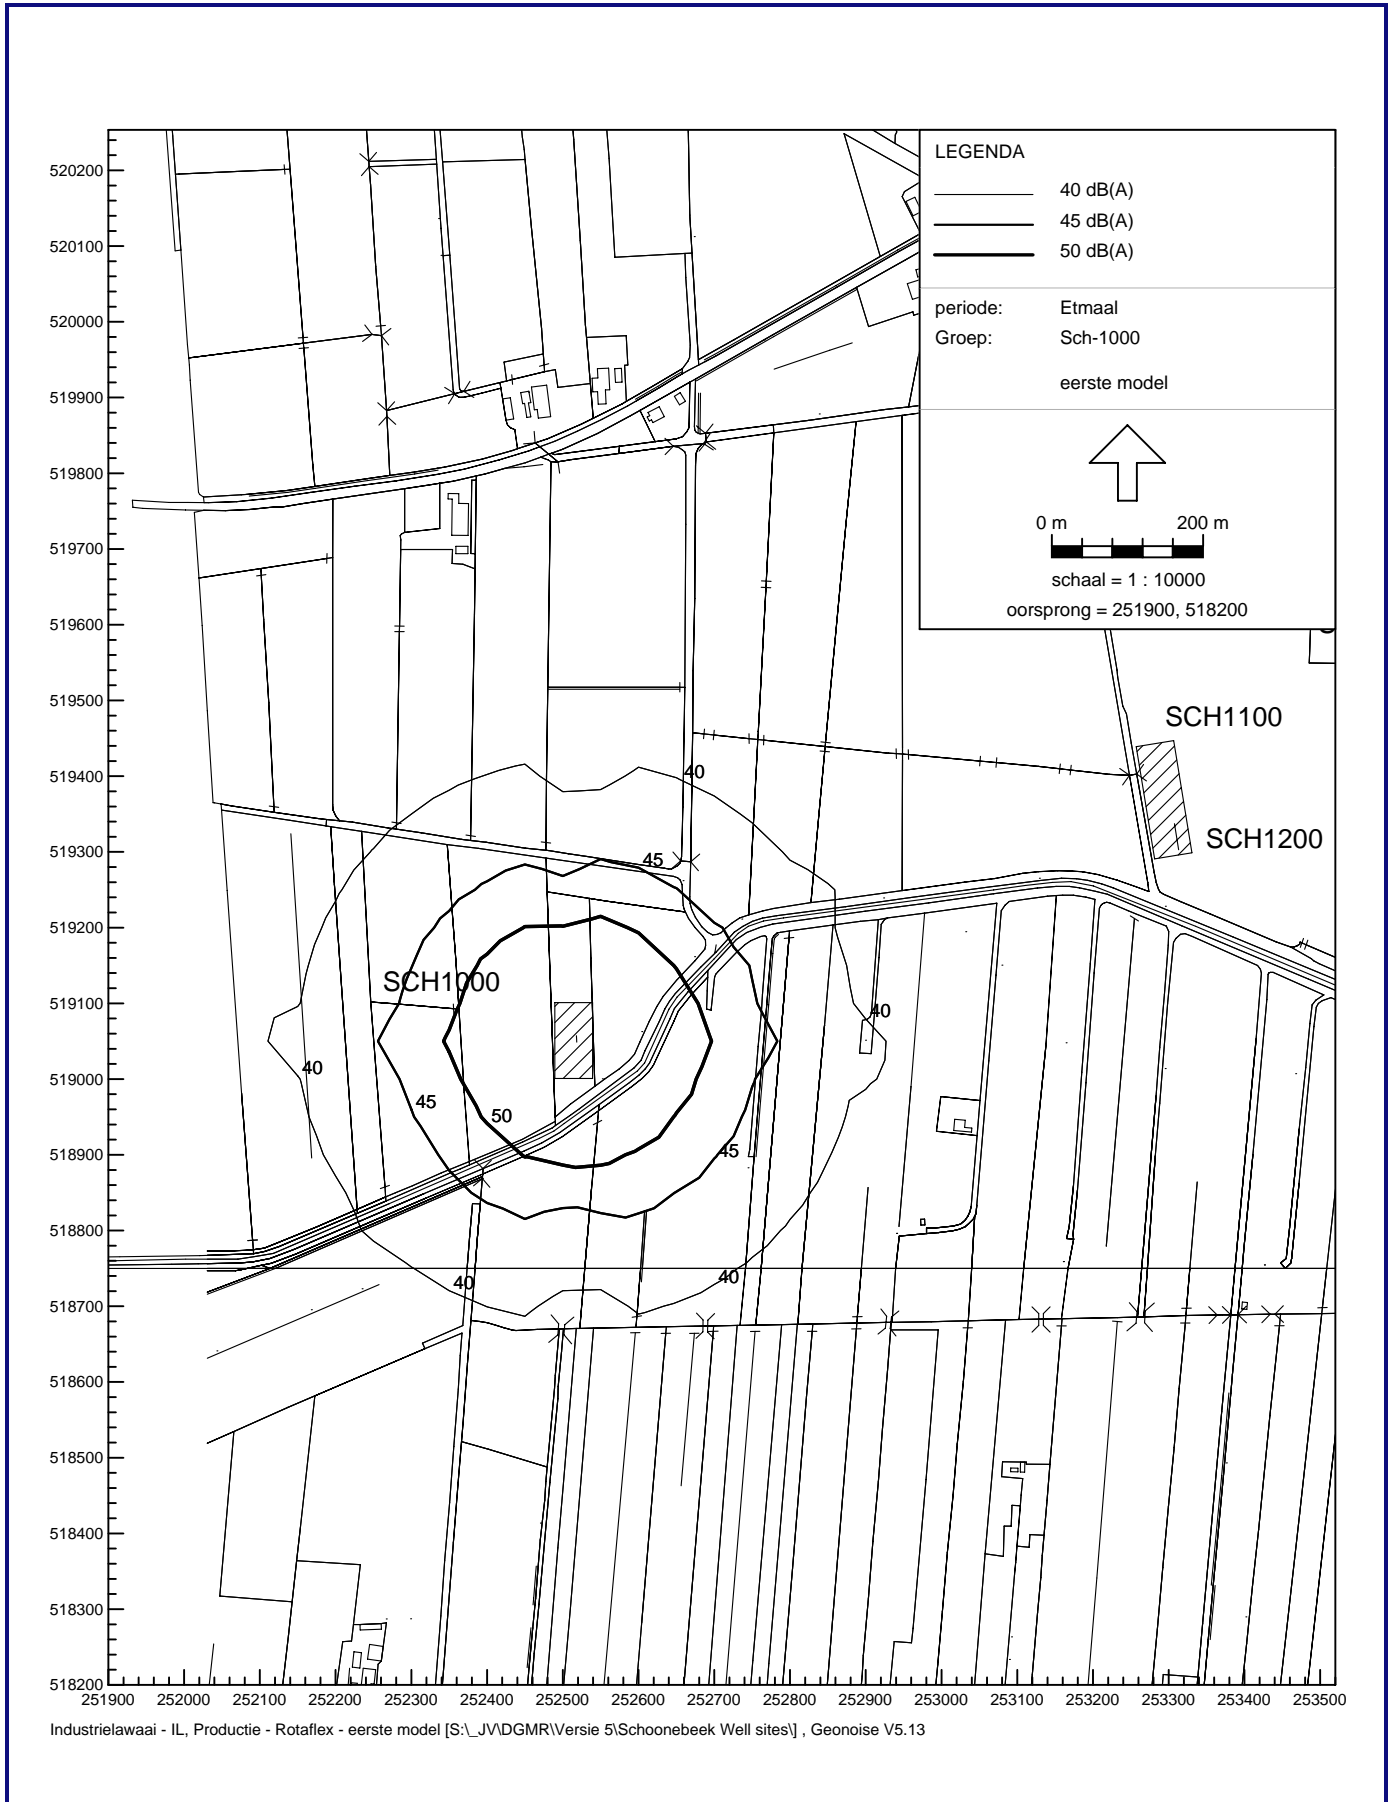 LEGENDA
40 dB(A)
45 dB(A)
50 dB(A)
periode: Etmaal
Groep: Sch-1000
eerste model
0 m 200 m
schaal = 1 : 10000
oorsprong = 251900, 518200
520200
520100
520000
519900
519800
519700
519600
519500
519400
519300
519200
519100
519000
518900
518800
518700
518600
518500
518400
518300
518200
SCH1100
40
SCH1200
45
SCH1000
40
40
45
50
45
40
40
251900 252000 252100 252200 252300 252400 252500 252600 252700 252800 252900 253000 253100 253200 253300 253400 253500
Industrielawaai - IL, Productie - Rotaflex - eerste model [S:\_JV\DGMR\Versie 5\Schoonebeek Well sites\] , Geonoise V5.13